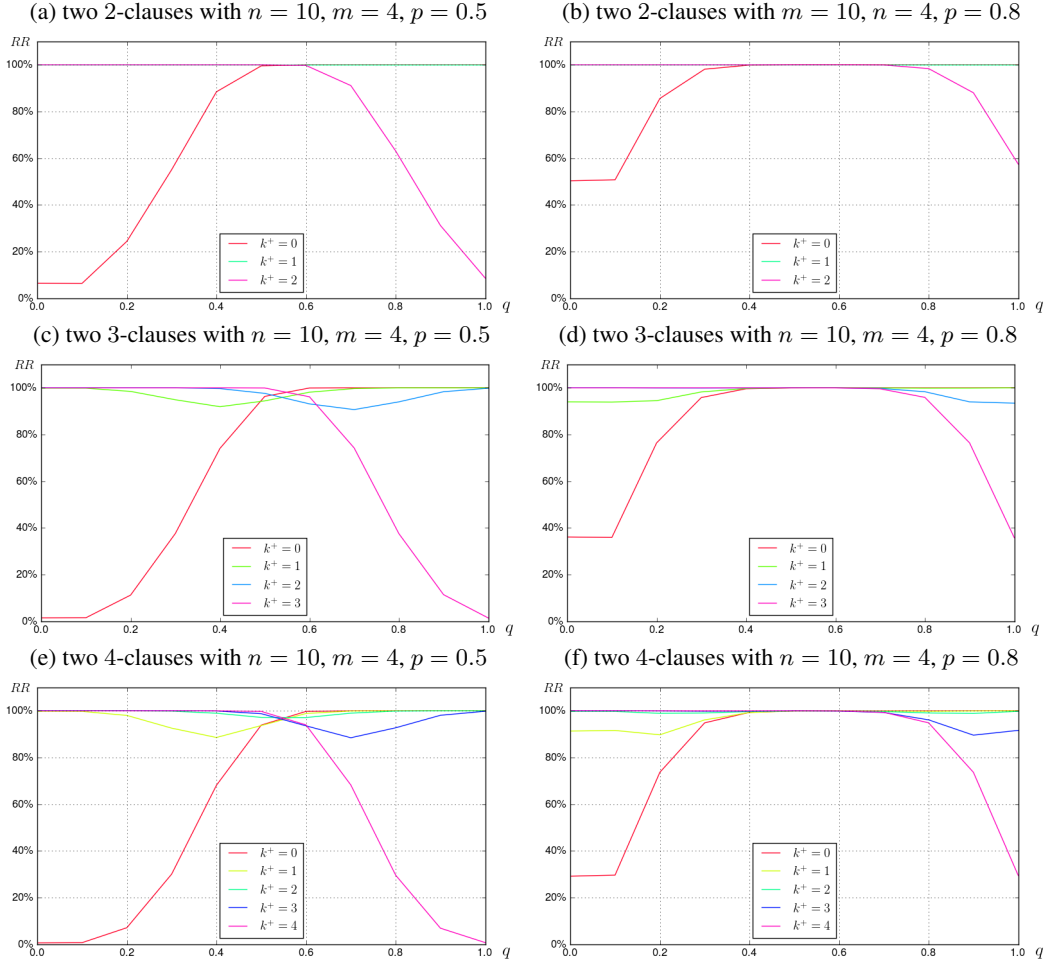 (a) two 2-clauses with n = 10, m = 4, p = 0.5
RR
100%
80%
60%
40%
20%
0%
k⁺ = 0
k⁺ = 1
k⁺ = 2
0.0 0.2 0.4 0.6 0.8 1.0 q
(b) two 2-clauses with m = 10, n = 4, p = 0.8
RR
100%
80%
60%
40%
20%
0%
k⁺ = 0
k⁺ = 1
k⁺ = 2
0.0 0.2 0.4 0.6 0.8 1.0 q
(c) two 3-clauses with n = 10, m = 4, p = 0.5
RR
100%
80%
60%
40%
20%
0%
k⁺ = 0
k⁺ = 1
k⁺ = 2
k⁺ = 3
0.0 0.2 0.4 0.6 0.8 1.0 q
(d) two 3-clauses with n = 10, m = 4, p = 0.8
RR
100%
80%
60%
40%
20%
0%
k⁺ = 0
k⁺ = 1
k⁺ = 2
k⁺ = 3
0.0 0.2 0.4 0.6 0.8 1.0 q
(e) two 4-clauses with n = 10, m = 4, p = 0.5
RR
100%
80%
60%
40%
20%
0%
k⁺ = 0
k⁺ = 1
k⁺ = 2
k⁺ = 3
k⁺ = 4
0.0 0.2 0.4 0.6 0.8 1.0 q
(f) two 4-clauses with n = 10, m = 4, p = 0.8
RR
100%
80%
60%
40%
20%
0%
k⁺ = 0
k⁺ = 1
k⁺ = 2
k⁺ = 3
k⁺ = 4
0.0 0.2 0.4 0.6 0.8 1.0 q